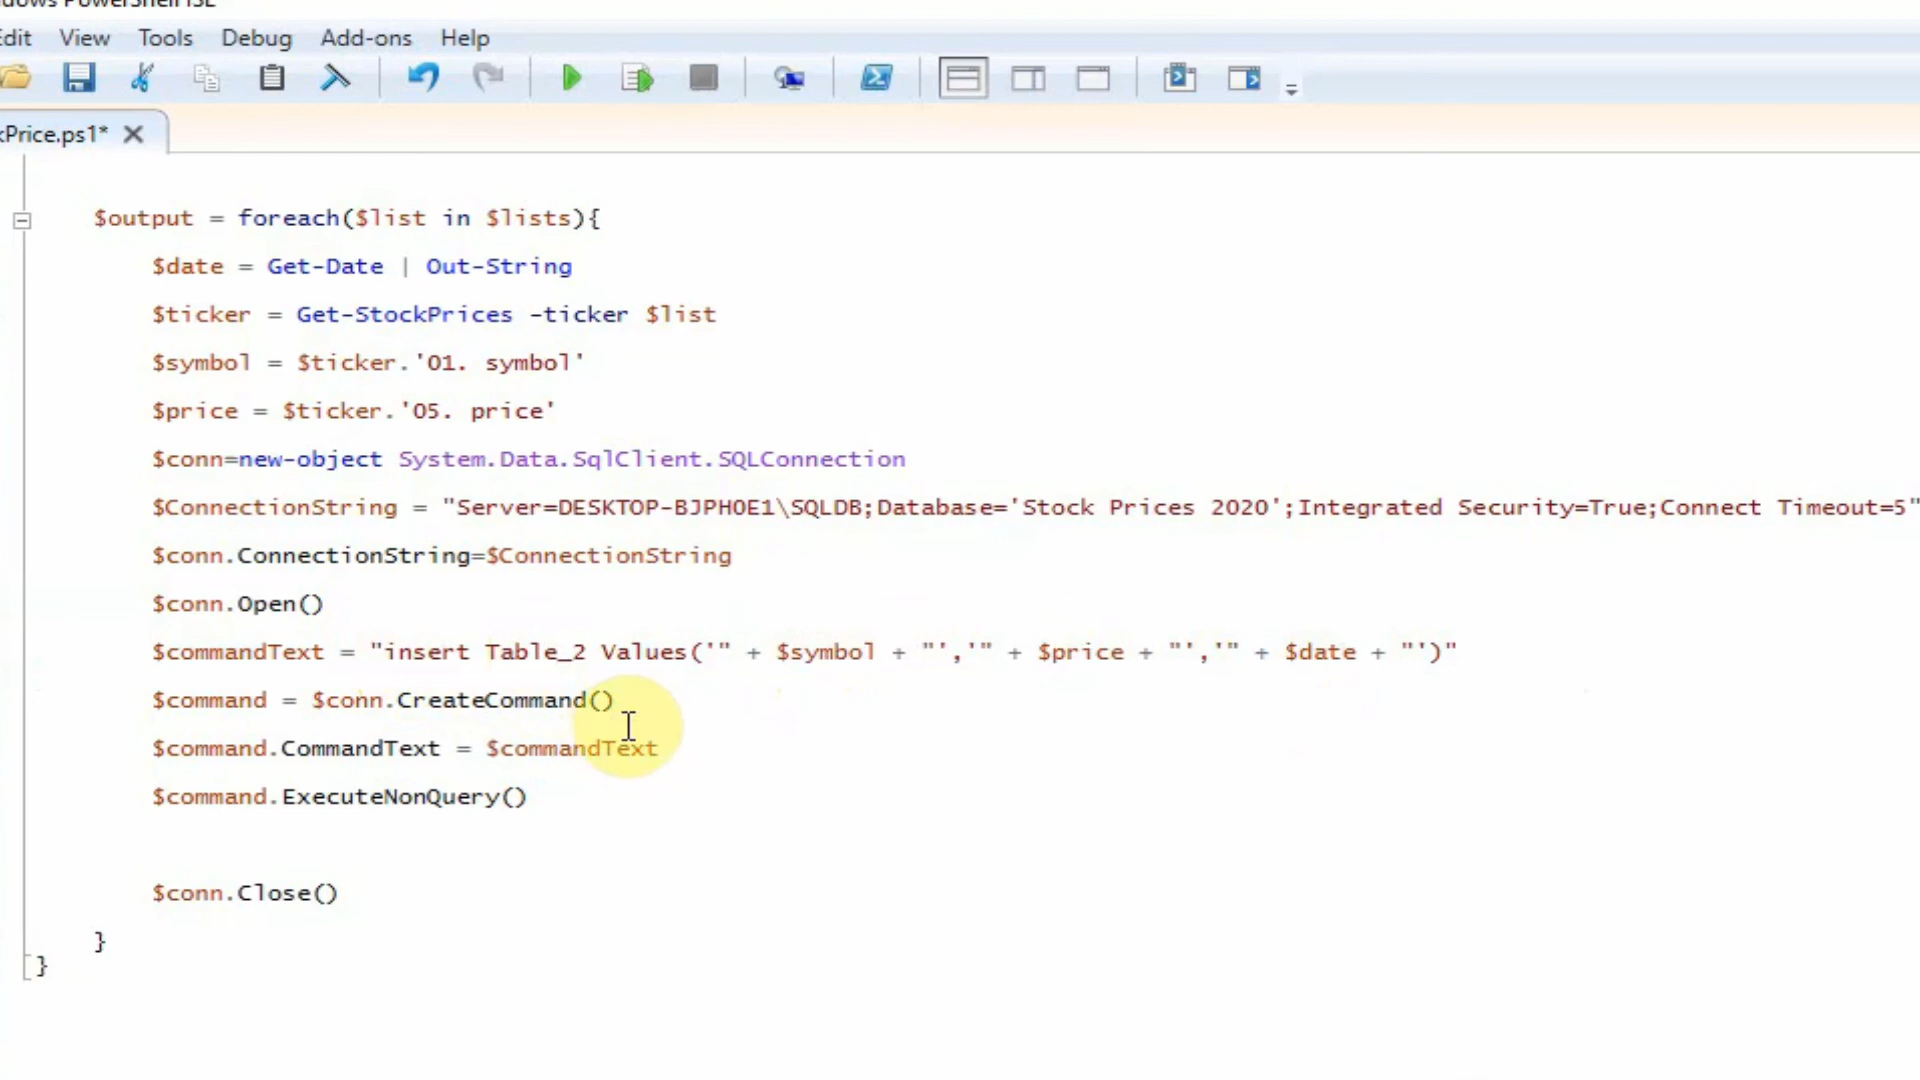 Windows PowerShell ISE
Edit View Tools Debug Add-ons Help
kPrice.ps1*
$output = foreach($list in $lists){
$date = Get-Date | Out-String
$ticker = Get-StockPrices -ticker $list
$symbol = $ticker.'01. symbol'
$price = $ticker.'05. price'
$conn=new-object System.Data.SqlClient.SQLConnection
$ConnectionString = "Server=DESKTOP-BJPH0E1\SQLDB;Database='Stock Prices 2020';Integrated Security=True;Connect Timeout=5"
$conn.ConnectionString=$ConnectionString
$conn.Open()
$commandText = "insert Table_2 Values('" + $symbol + "','" + $price + "','" + $date + "')"
$command = $conn.CreateCommand()
$command.CommandText = $commandText
$command.ExecuteNonQuery()
$conn.Close()
}
}